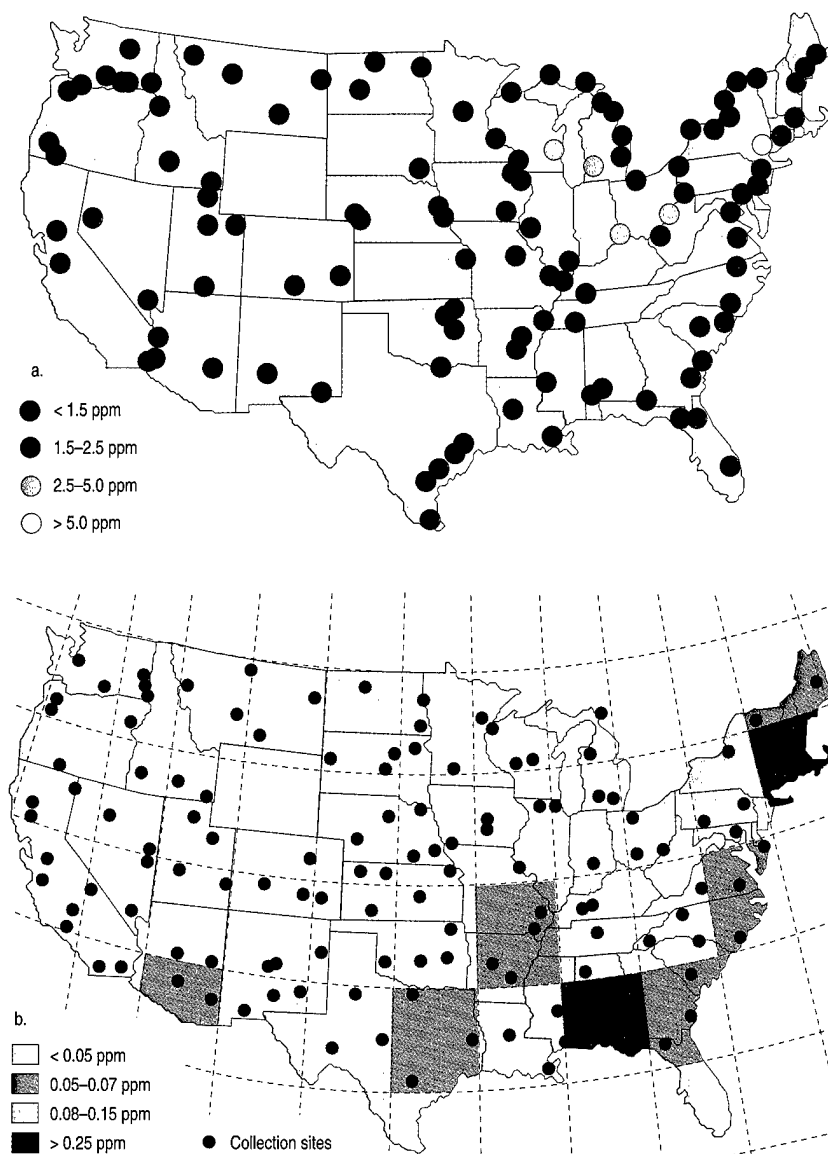 a.
< 1.5 ppm
1.5–2.5 ppm
2.5–5.0 ppm
> 5.0 ppm
b.
< 0.05 ppm
0.05–0.07 ppm
0.08–0.15 ppm
> 0.25 ppm
Collection sites